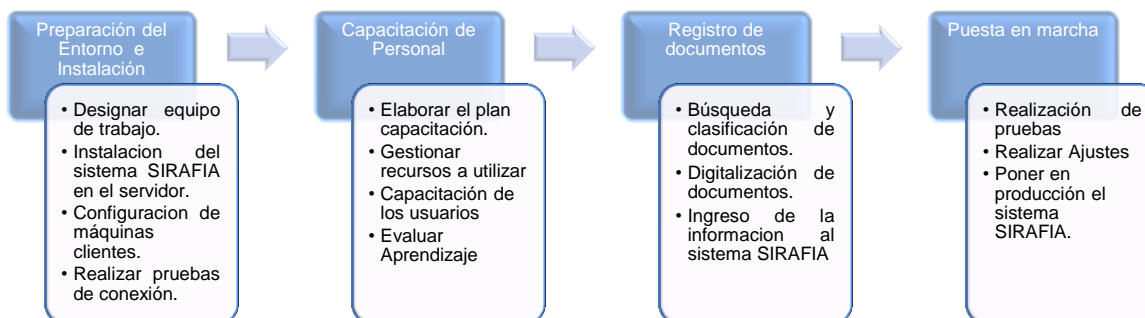 Preparación del
Entorno e
Instalación
• Designar equipo
de trabajo.
• Instalacion del
sistema SIRAFIA
en el servidor.
• Configuracion de
máquinas
clientes.
• Realizar pruebas
de conexión.
Capacitación de
Personal
• Elaborar el plan
capacitación.
• Gestionar
recursos a utilizar
• Capacitación de
los usuarios
• Evaluar
Aprendizaje
Registro de
documentos
• Búsqueda y
clasificación de
documentos.
• Digitalización de
documentos.
• Ingreso de la
informacion al
sistema SIRAFIA
Puesta en marcha
• Realización de
pruebas
• Realizar Ajustes
• Poner en
producción el
sistema
SIRAFIA.